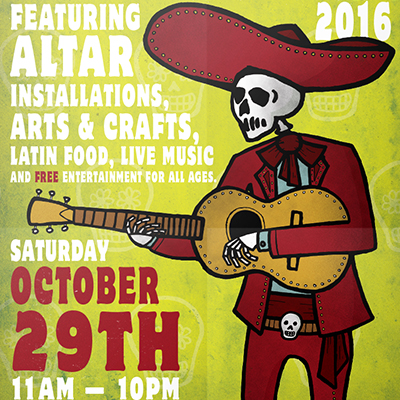 FEATURING
2016
ALTAR
INSTALLATIONS,
ARTS & CRAFTS,
LATIN FOOD, LIVE MUSIC
AND FREE ENTERTAINMENT FOR ALL AGES.
SATURDAY
OCTOBER
29TH
11AM – 10PM